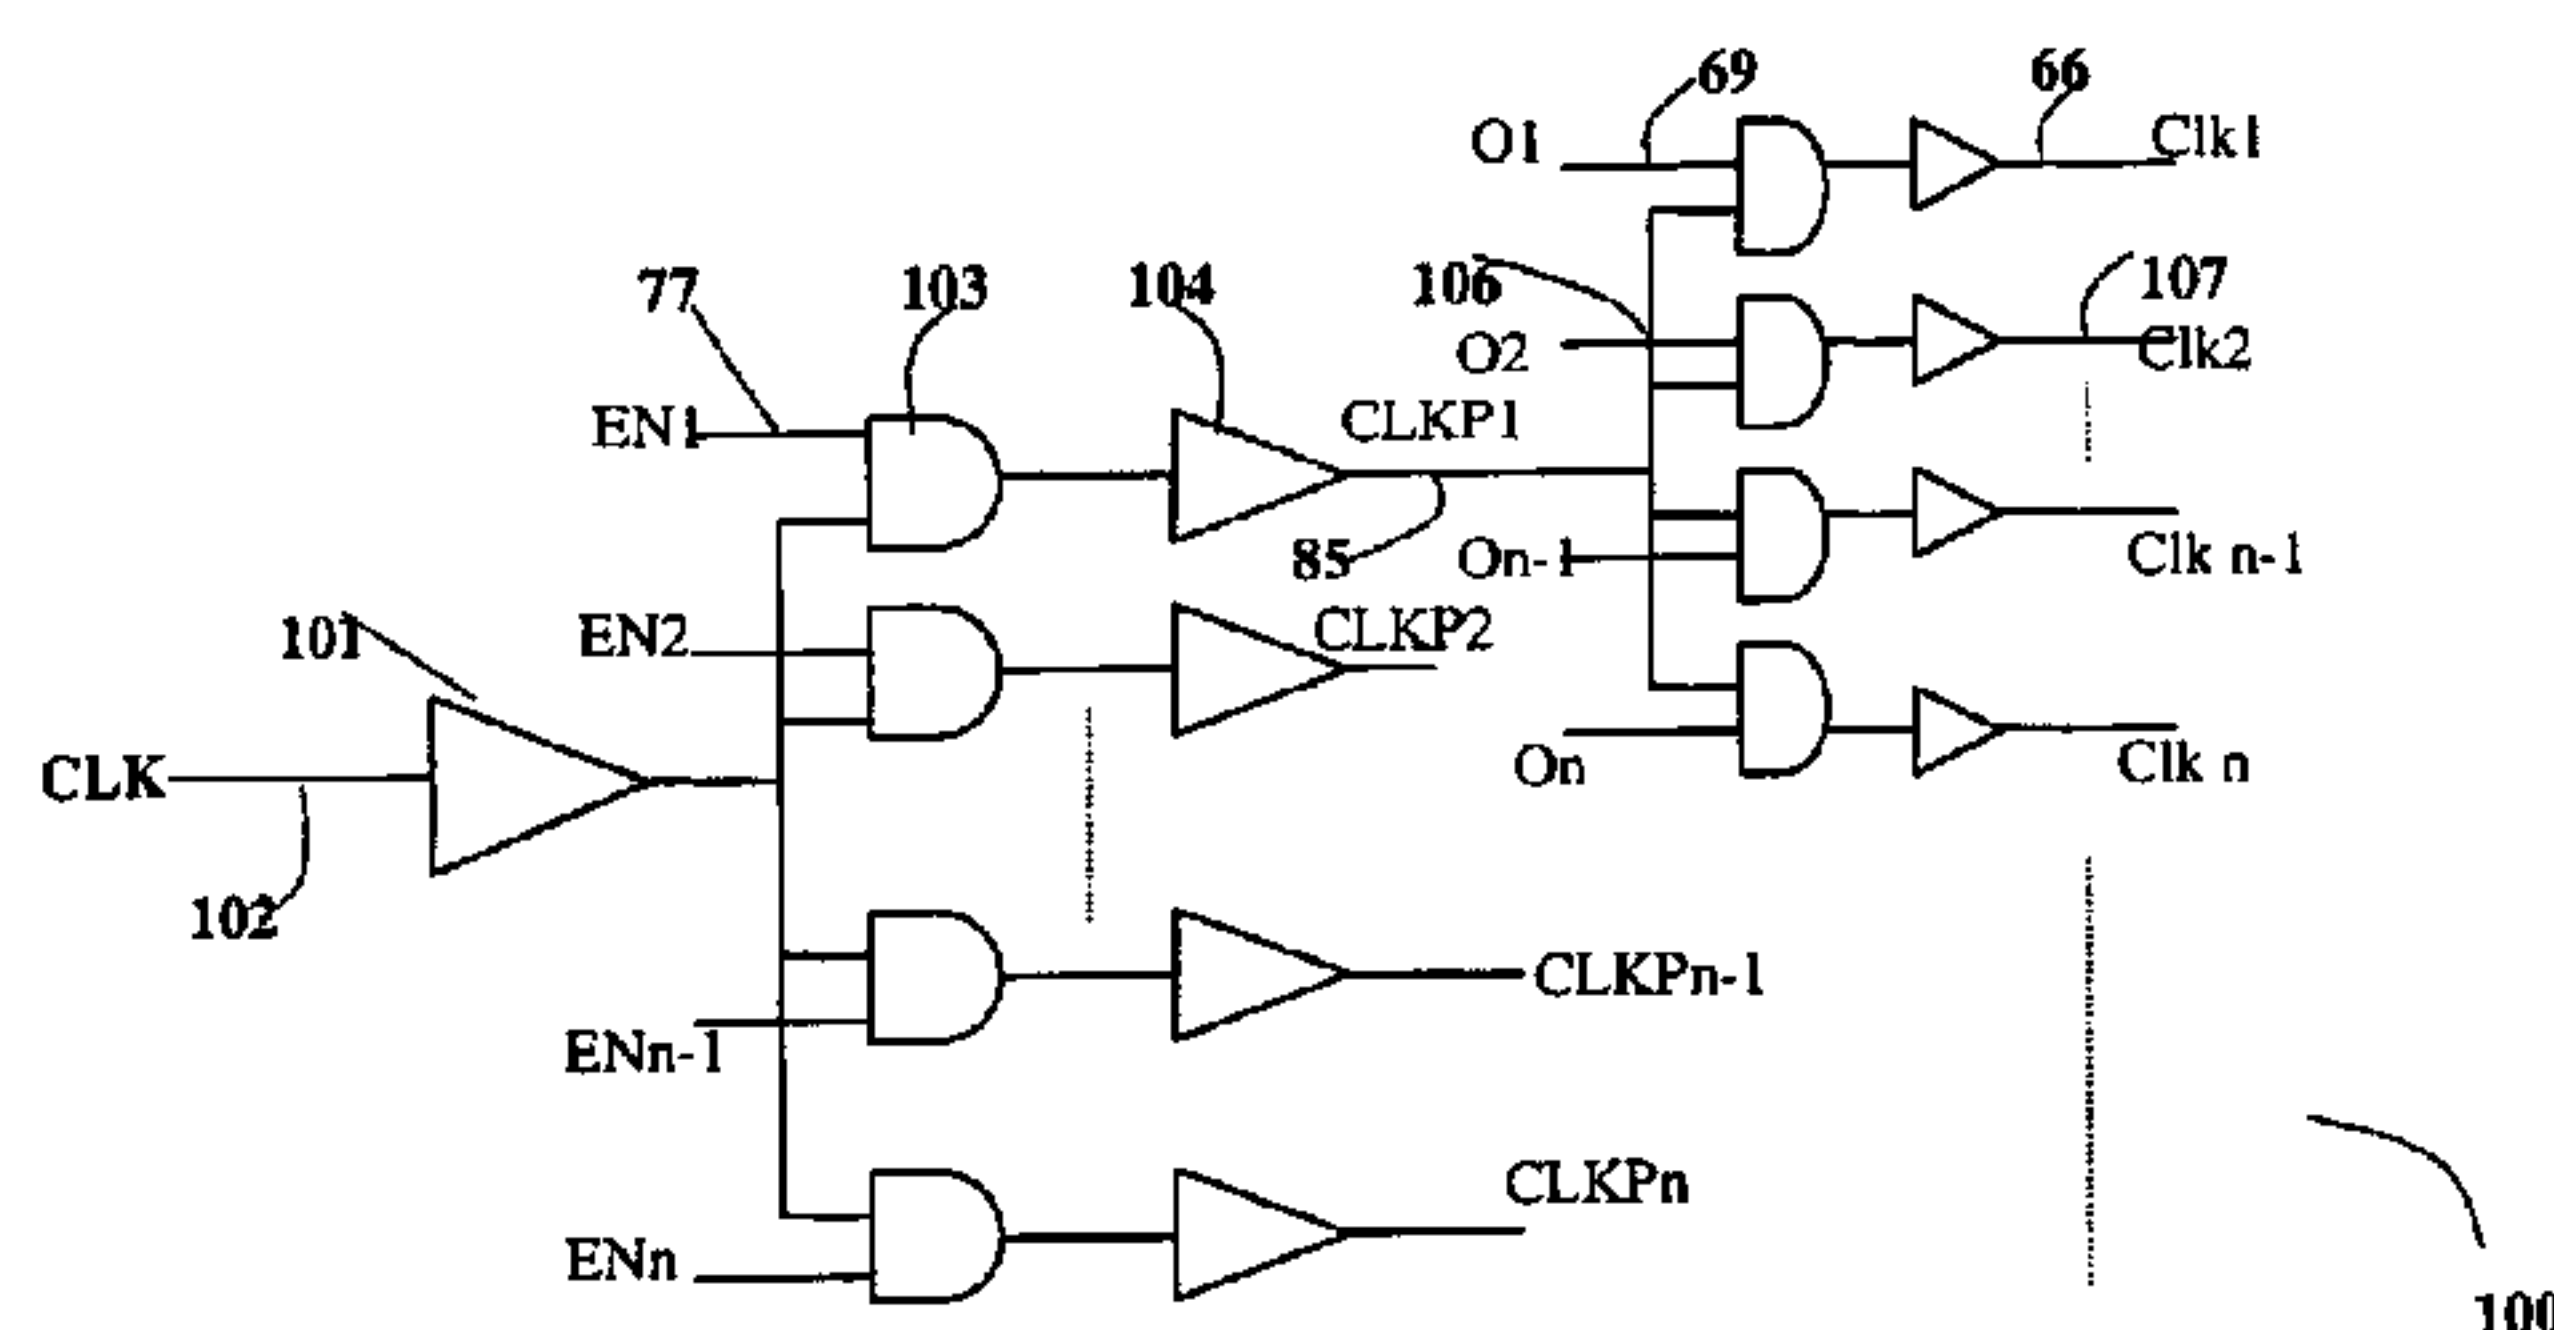 69
66
O1
Clk1
77
103
104
106
107
O2
Clk2
EN1
CLKP1
85
On-1
Clk n-1
101
EN2
CLKP2
CLK
On
Clk n
102
CLKPn-1
ENn-1
CLKPn
ENn
100